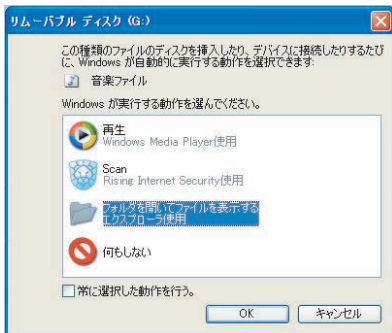 リムーバブル ディスク (G:)
この種類のファイルのディスクを挿入したり、デバイスに接続したりするたび
に、Windows が自動的に実行する動作を選択できます:
音楽ファイル
Windows が実行する動作を選んでください。
再生
Windows Media Player使用
Scan
Rising Internet Security使用
フォルダを開いてファイルを表示する
エクスプローラ使用
何もしない
常に選択した動作を行う。
OK
キャンセル